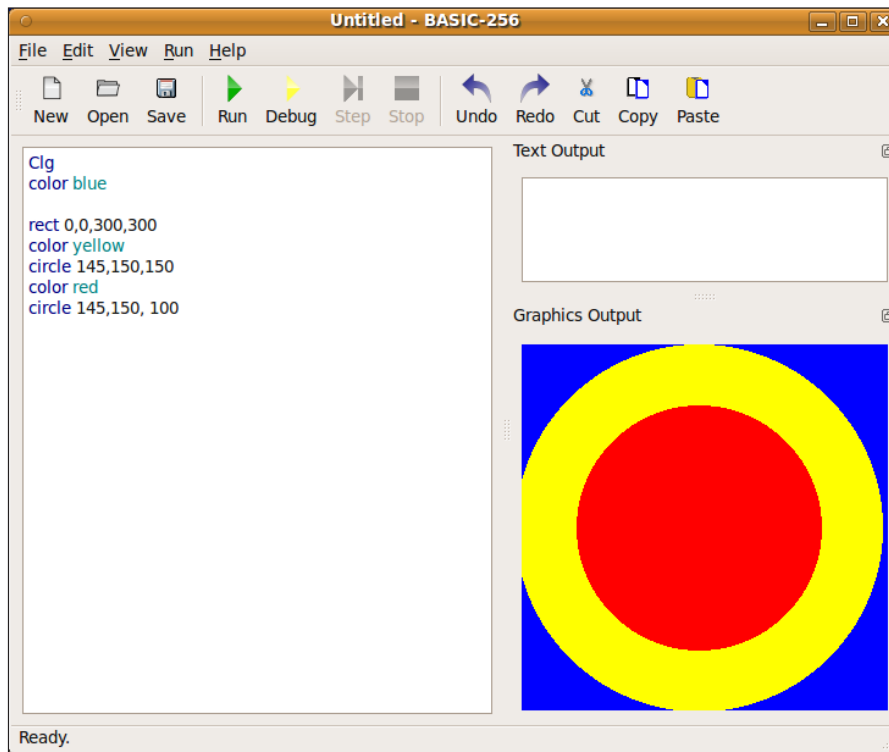 Untitled - BASIC-256
File Edit View Run Help
New Open Save Run Debug Step Stop Undo Redo Cut Copy Paste
Clg
color blue
rect 0,0,300,300
color yellow
circle 145,150,150
color red
circle 145,150, 100
Text Output
Graphics Output
Ready.